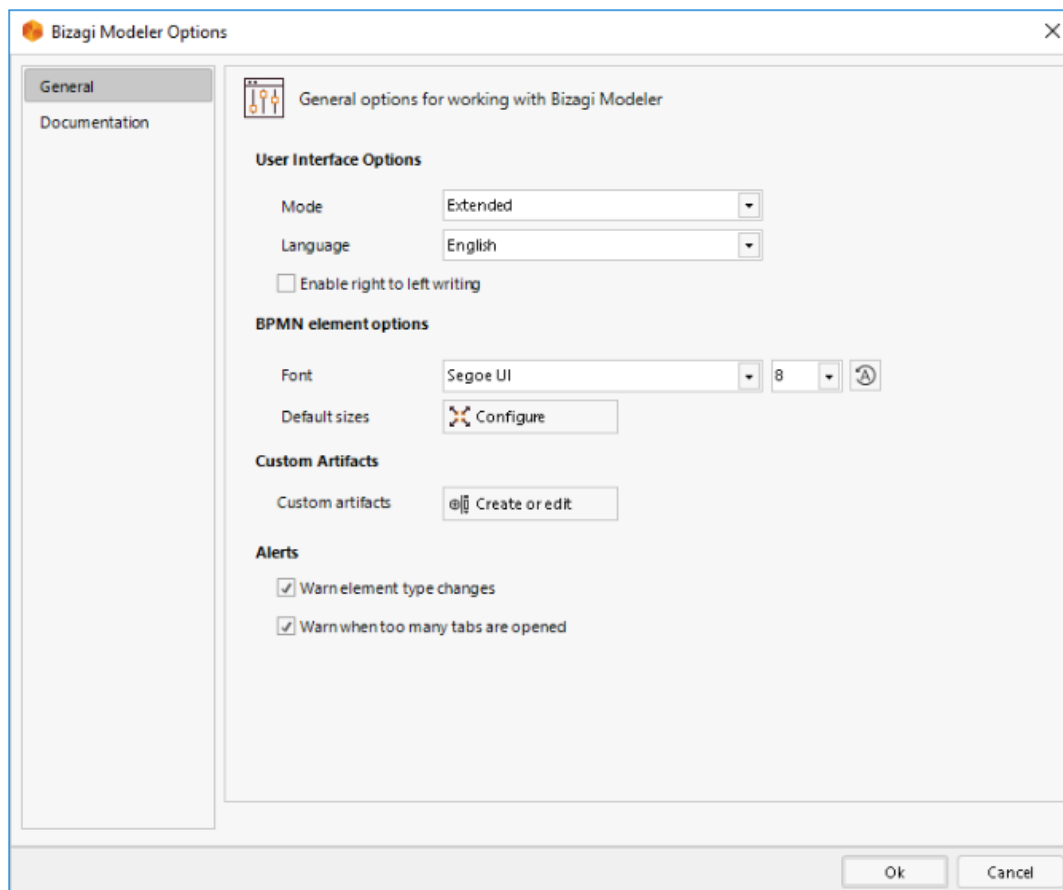 Bizagi Modeler Options
General
Documentation
General options for working with Bizagi Modeler
User Interface Options
Mode Extended
Language English
Enable right to left writing
BPMN element options
Font Segoe UI 8
Default sizes Configure
Custom Artifacts
Custom artifacts Create or edit
Alerts
Warn element type changes
Warn when too many tabs are opened
Ok Cancel